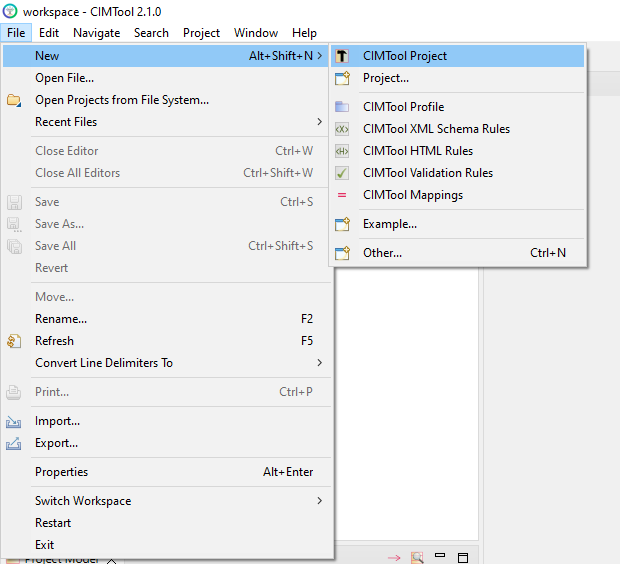 workspace - CIMTool 2.1.0
File Edit Navigate Search Project Window Help
New Alt+Shift+N
Open File...
Open Projects from File System...
Recent Files
Close Editor Ctrl+W
Close All Editors Ctrl+Shift+W
Save Ctrl+S
Save As...
Save All Ctrl+Shift+S
Revert
Move...
Rename... F2
Refresh F5
Convert Line Delimiters To
Print... Ctrl+P
Import...
Export...
Properties Alt+Enter
Switch Workspace
Restart
Exit
CIMTool Project
Project...
CIMTool Profile
CIMTool XML Schema Rules
CIMTool HTML Rules
CIMTool Validation Rules
CIMTool Mappings
Example...
Other... Ctrl+N
Project Model